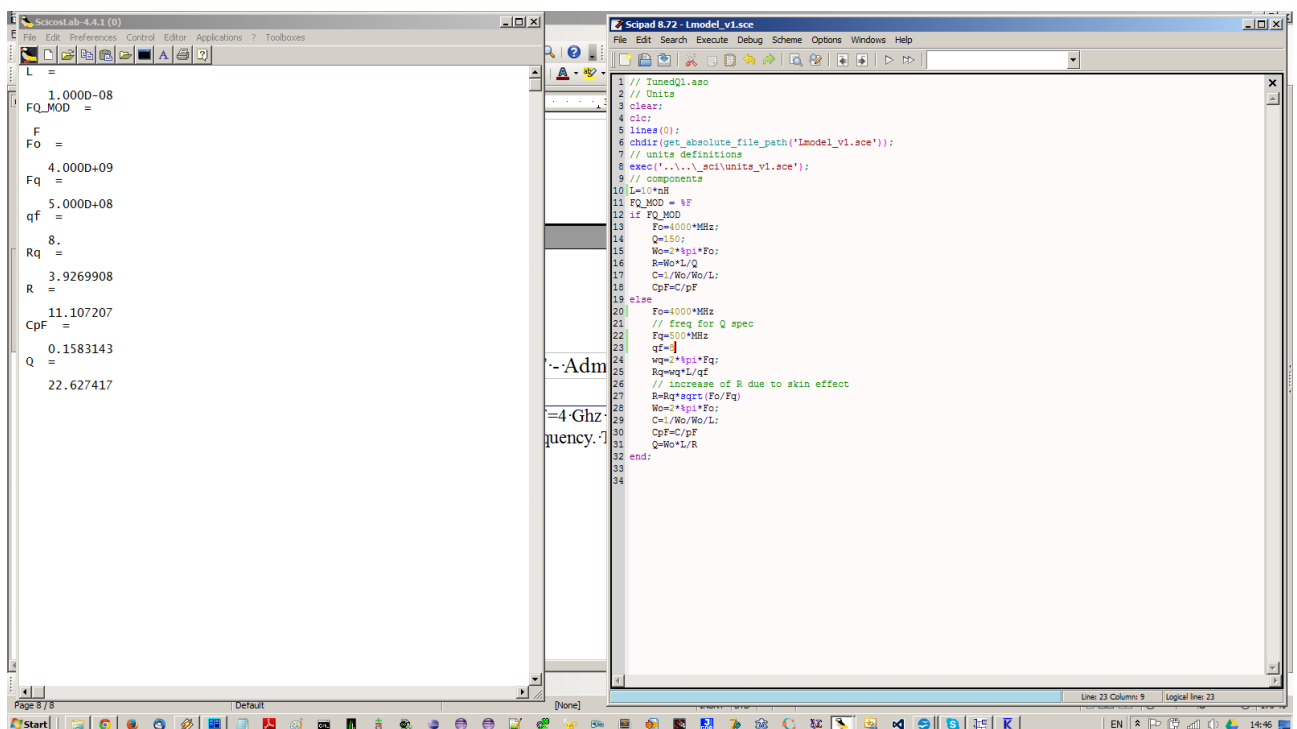 ScicosLab-4.4.1 (0)
File Edit Preferences Control Editor Applications ? Toolboxes
L =
1.000D-08
FQ_MOD =
F
Fo =
4.000D+09
Fq =
5.000D+08
qf =
8.
Rq =
3.9269908
R =
11.107207
CpF =
0.1583143
Q =
22.627417
·-·Adm
=4·Ghz·
quency.·
Scipad 8.72 - Lmodel_v1.sce
File Edit Search Execute Debug Scheme Options Windows Help
1 // TunedQ1.aso
2 // Units
3 clear;
4 clc;
5 lines(0);
6 chdir(get_absolute_file_path('Lmodel_v1.sce'));
7 // units definitions
8 exec('..\..\_sci\units_v1.sce');
9 // components
10 L=10*nH
11 FQ_MOD = %F
12 if FQ_MOD
13 Fo=4000*MHz;
14 Q=150;
15 Wo=2*%pi*Fo;
16 R=Wo*L/Q
17 C=1/Wo/Wo/L;
18 CpF=C/pF
19 else
20 Fo=4000*MHz
21 // freq for Q spec
22 Fq=500*MHz
23 qf=8
24 wq=2*%pi*Fq;
25 Rq=wq*L/qf
26 // increase of R due to skin effect
27 R=Rq*sqrt(Fo/Fq)
28 Wo=2*%pi*Fo;
29 C=1/Wo/Wo/L;
30 CpF=C/pF
31 Q=Wo*L/R
32 end;
33
34
Line: 23 Column: 9 Logical line: 23
Page 8 / 8 Default [None]
Start EN 14:46